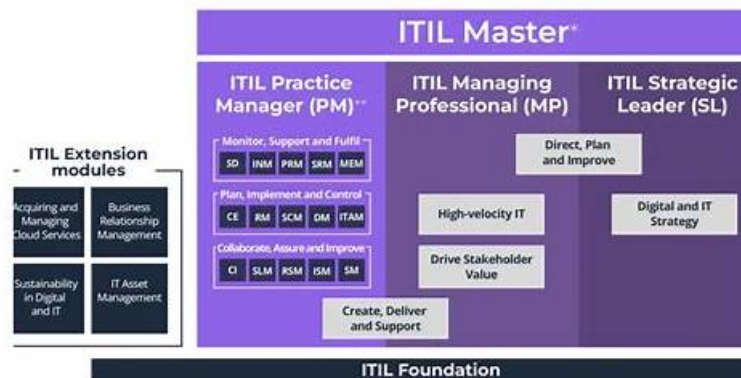 ITIL Master*
ITIL Practice
Manager (PM)**
ITIL Managing
Professional (MP)
ITIL Strategic
Leader (SL)
Monitor, Support and Fulfil
SD INM PRM SRM MEM
Direct, Plan
and Improve
ITIL Extension
modules
Acquiring and
Managing
Cloud Services
Business
Relationship
Management
Plan, Implement and Control
CE RM SCM DM ITAM
High-velocity IT
Digital and IT
Strategy
Collaborate, Assure and Improve
CI SLM RSM ISM SM
Drive Stakeholder
Value
Sustainability
in Digital
and IT
IT Asset
Management
Create, Deliver
and Support
ITIL Foundation